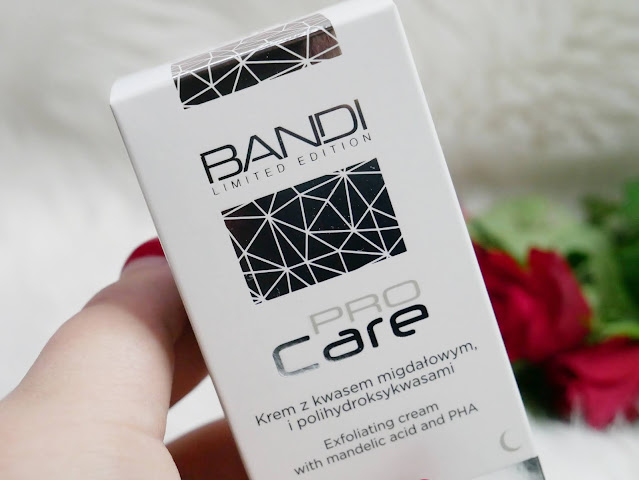 BANDI
LIMITED EDITION
PRO
Care
Krem z kwasem migdałowym,
i polihydroksykwasami
Exfoliating cream
with mandelic acid and PHA